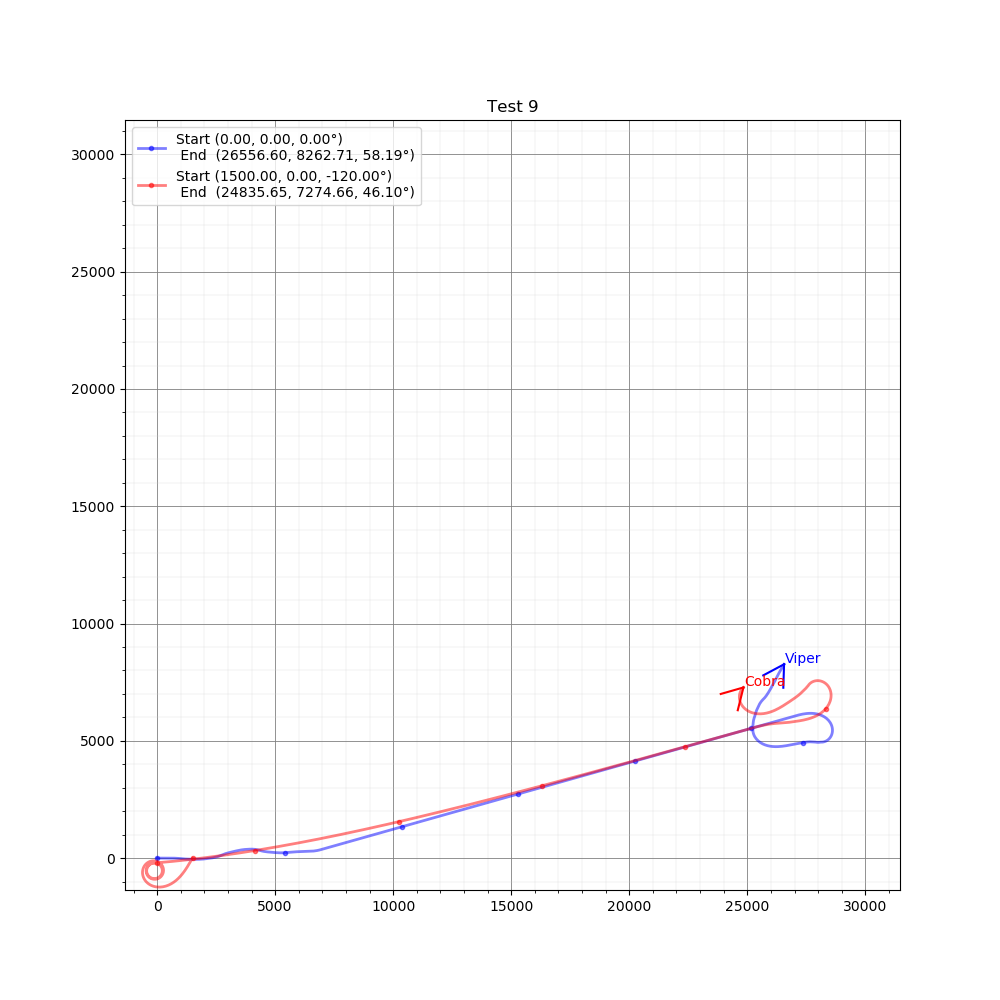 Test 9
Start (0.00, 0.00, 0.00°)
End (26556.60, 8262.71, 58.19°)
Start (1500.00, 0.00, -120.00°)
End (24835.65, 7274.66, 46.10°)
30000
25000
20000
15000
10000
5000
0
Viper
Cobra
0 5000 10000 15000 20000 25000 30000